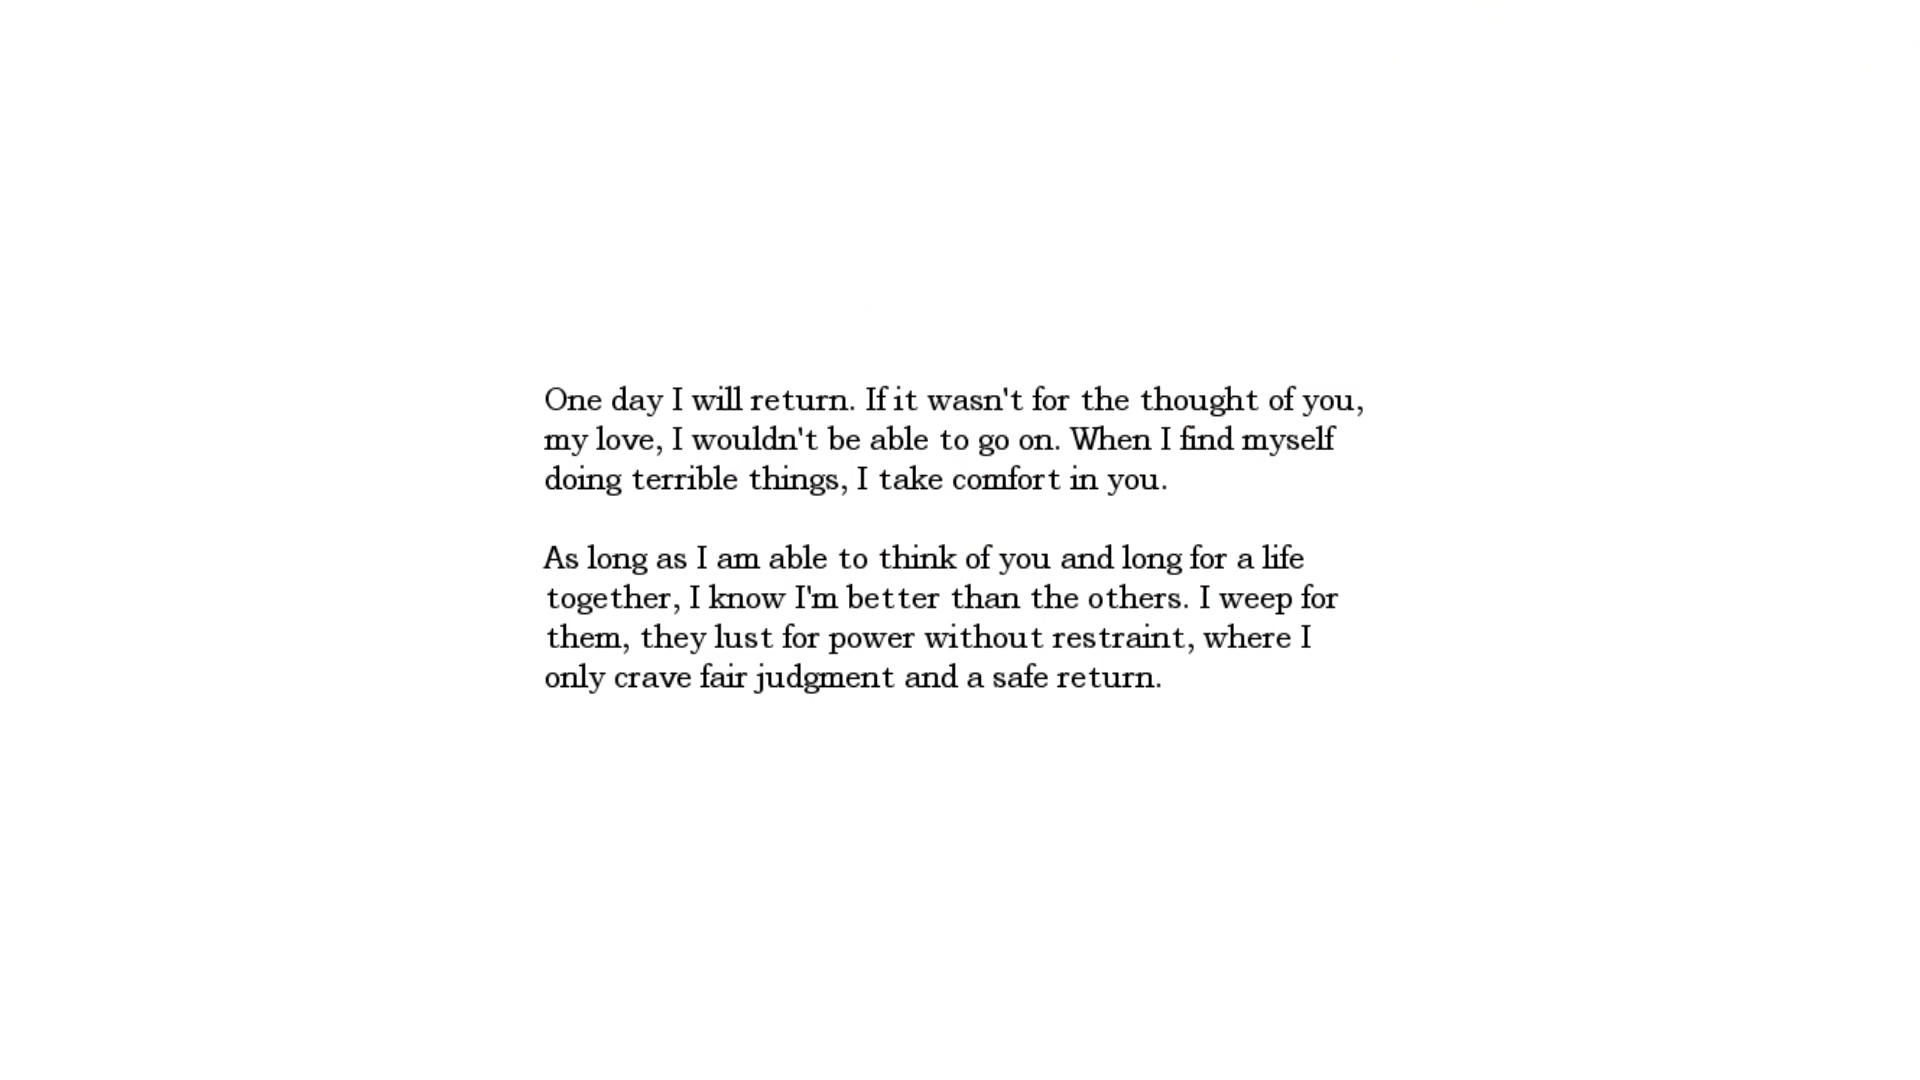 One day I will return. If it wasn't for the thought of you,
my love, I wouldn't be able to go on. When I find myself
doing terrible things, I take comfort in you.
As long as I am able to think of you and long for a life
together, I know I'm better than the others. I weep for
them, they lust for power without restraint, where I
only crave fair judgment and a safe return.